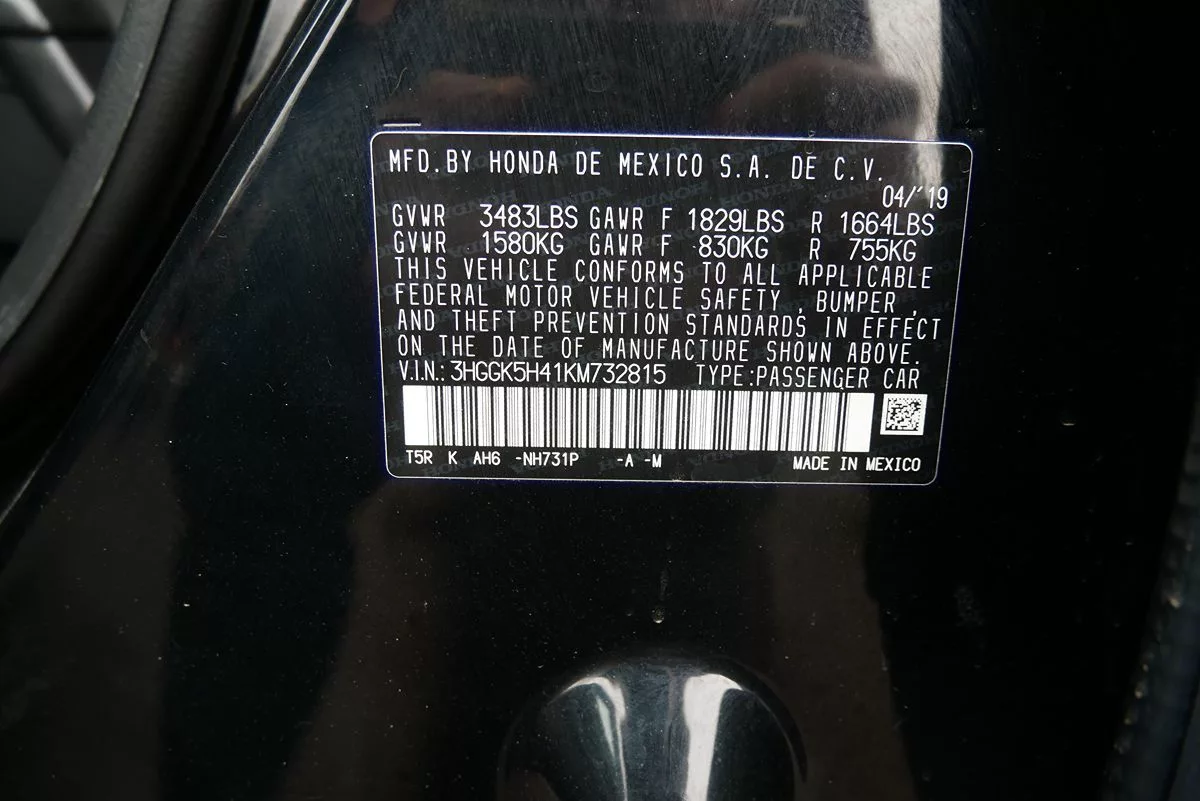 MFD.BY HONDA DE MEXICO S.A. DE C.V.
04/'19
GVWR 3483LBS GAWR F 1829LBS R 1664LBS
GVWR 1580KG GAWR F 830KG R 755KG
THIS VEHICLE CONFORMS TO ALL APPLICABLE
FEDERAL MOTOR VEHICLE SAFETY , BUMPER ,
AND THEFT PREVENTION STANDARDS IN EFFECT
ON THE DATE OF MANUFACTURE SHOWN ABOVE.
V.I.N.: 3HGGK5H41KM732815 TYPE:PASSENGER CAR
T5R K AH6 -NH731P -A -M MADE IN MEXICO